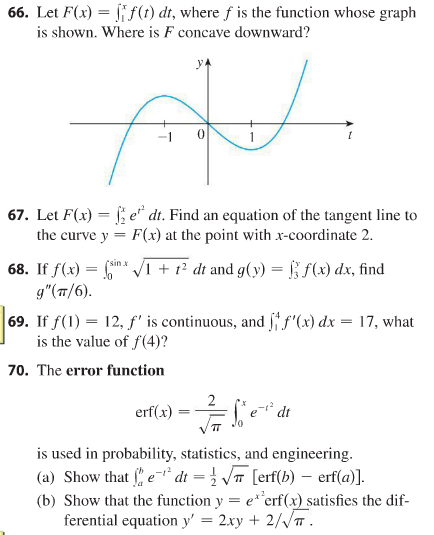 66. Let F(x) = ∫₁ˣ f(t) dt, where f is the function whose graph
is shown. Where is F concave downward?
y
−1 0 1 t
67. Let F(x) = ∫₂ˣ e^(t²) dt. Find an equation of the tangent line to
the curve y = F(x) at the point with x-coordinate 2.
68. If f(x) = ∫₀^(sin x) √(1 + t²) dt and g(y) = ∫₃ʸ f(x) dx, find
g″(π/6).
69. If f(1) = 12, f′ is continuous, and ∫₁⁴ f′(x) dx = 17, what
is the value of f(4)?
70. The error function
erf(x) = 2/√π ∫₀ˣ e^(−t²) dt
is used in probability, statistics, and engineering.
(a) Show that ∫ₐᵇ e^(−t²) dt = ½ √π [erf(b) − erf(a)].
(b) Show that the function y = e^(x²) erf(x) satisfies the dif-
ferential equation y′ = 2xy + 2/√π.